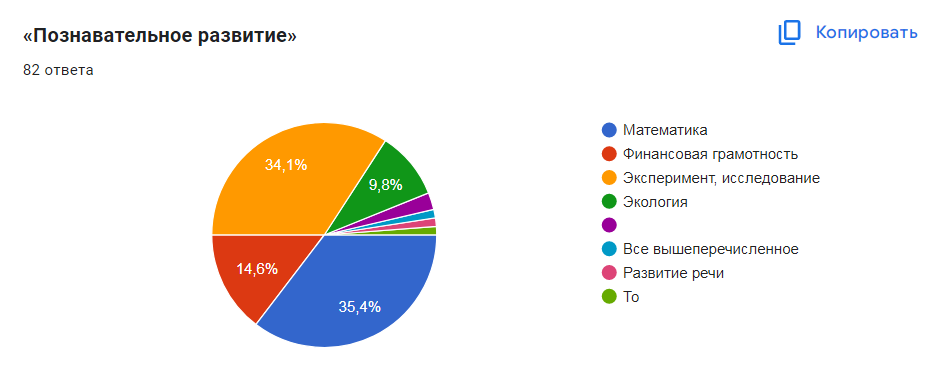 «Познавательное развитие»
Копировать
82 ответа
Математика
Финансовая грамотность
Эксперимент, исследование
Экология
Все вышеперечисленное
Развитие речи
То
34,1%
9,8%
14,6%
35,4%